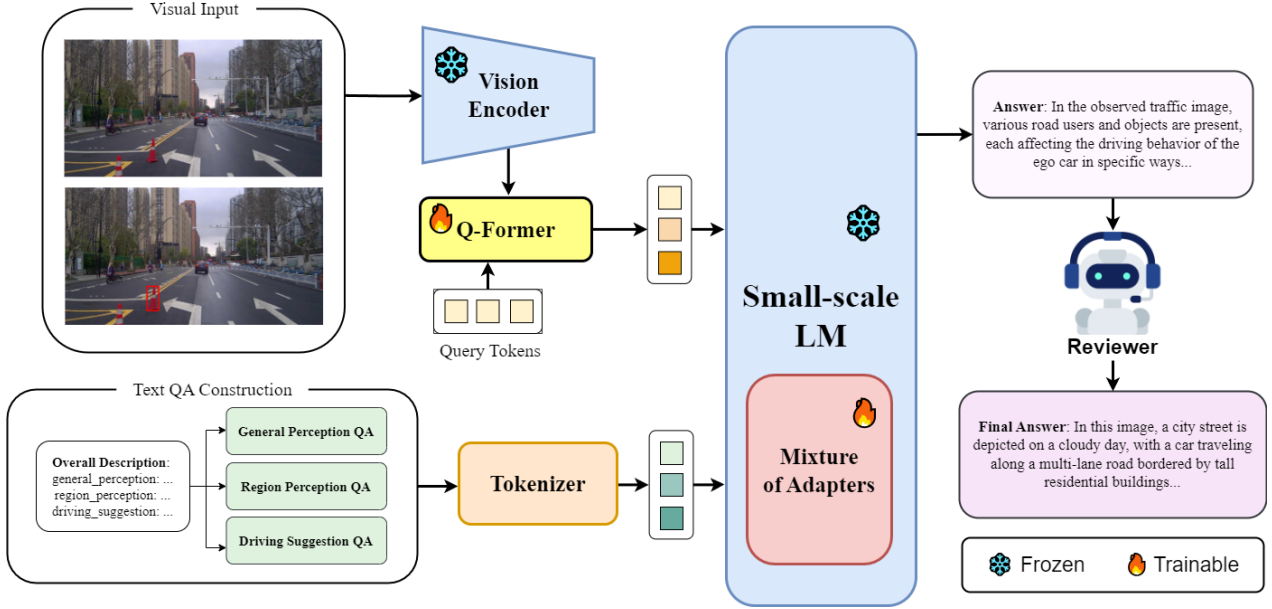 Visual Input
Vision
Encoder
Q-Former
Query Tokens
Text QA Construction
Overall Description:
general_perception: ...
region_perception: ...
driving_suggestion: ...
General Perception QA
Region Perception QA
Driving Suggestion QA
Tokenizer
Small-scale
LM
Mixture
of Adapters
Answer: In the observed traffic image,
various road users and objects are present,
each affecting the driving behavior of the
ego car in specific ways...
Reviewer
Final Answer: In this image, a city street is
depicted on a cloudy day, with a car traveling
along a multi-lane road bordered by tall
residential buildings...
Frozen
Trainable